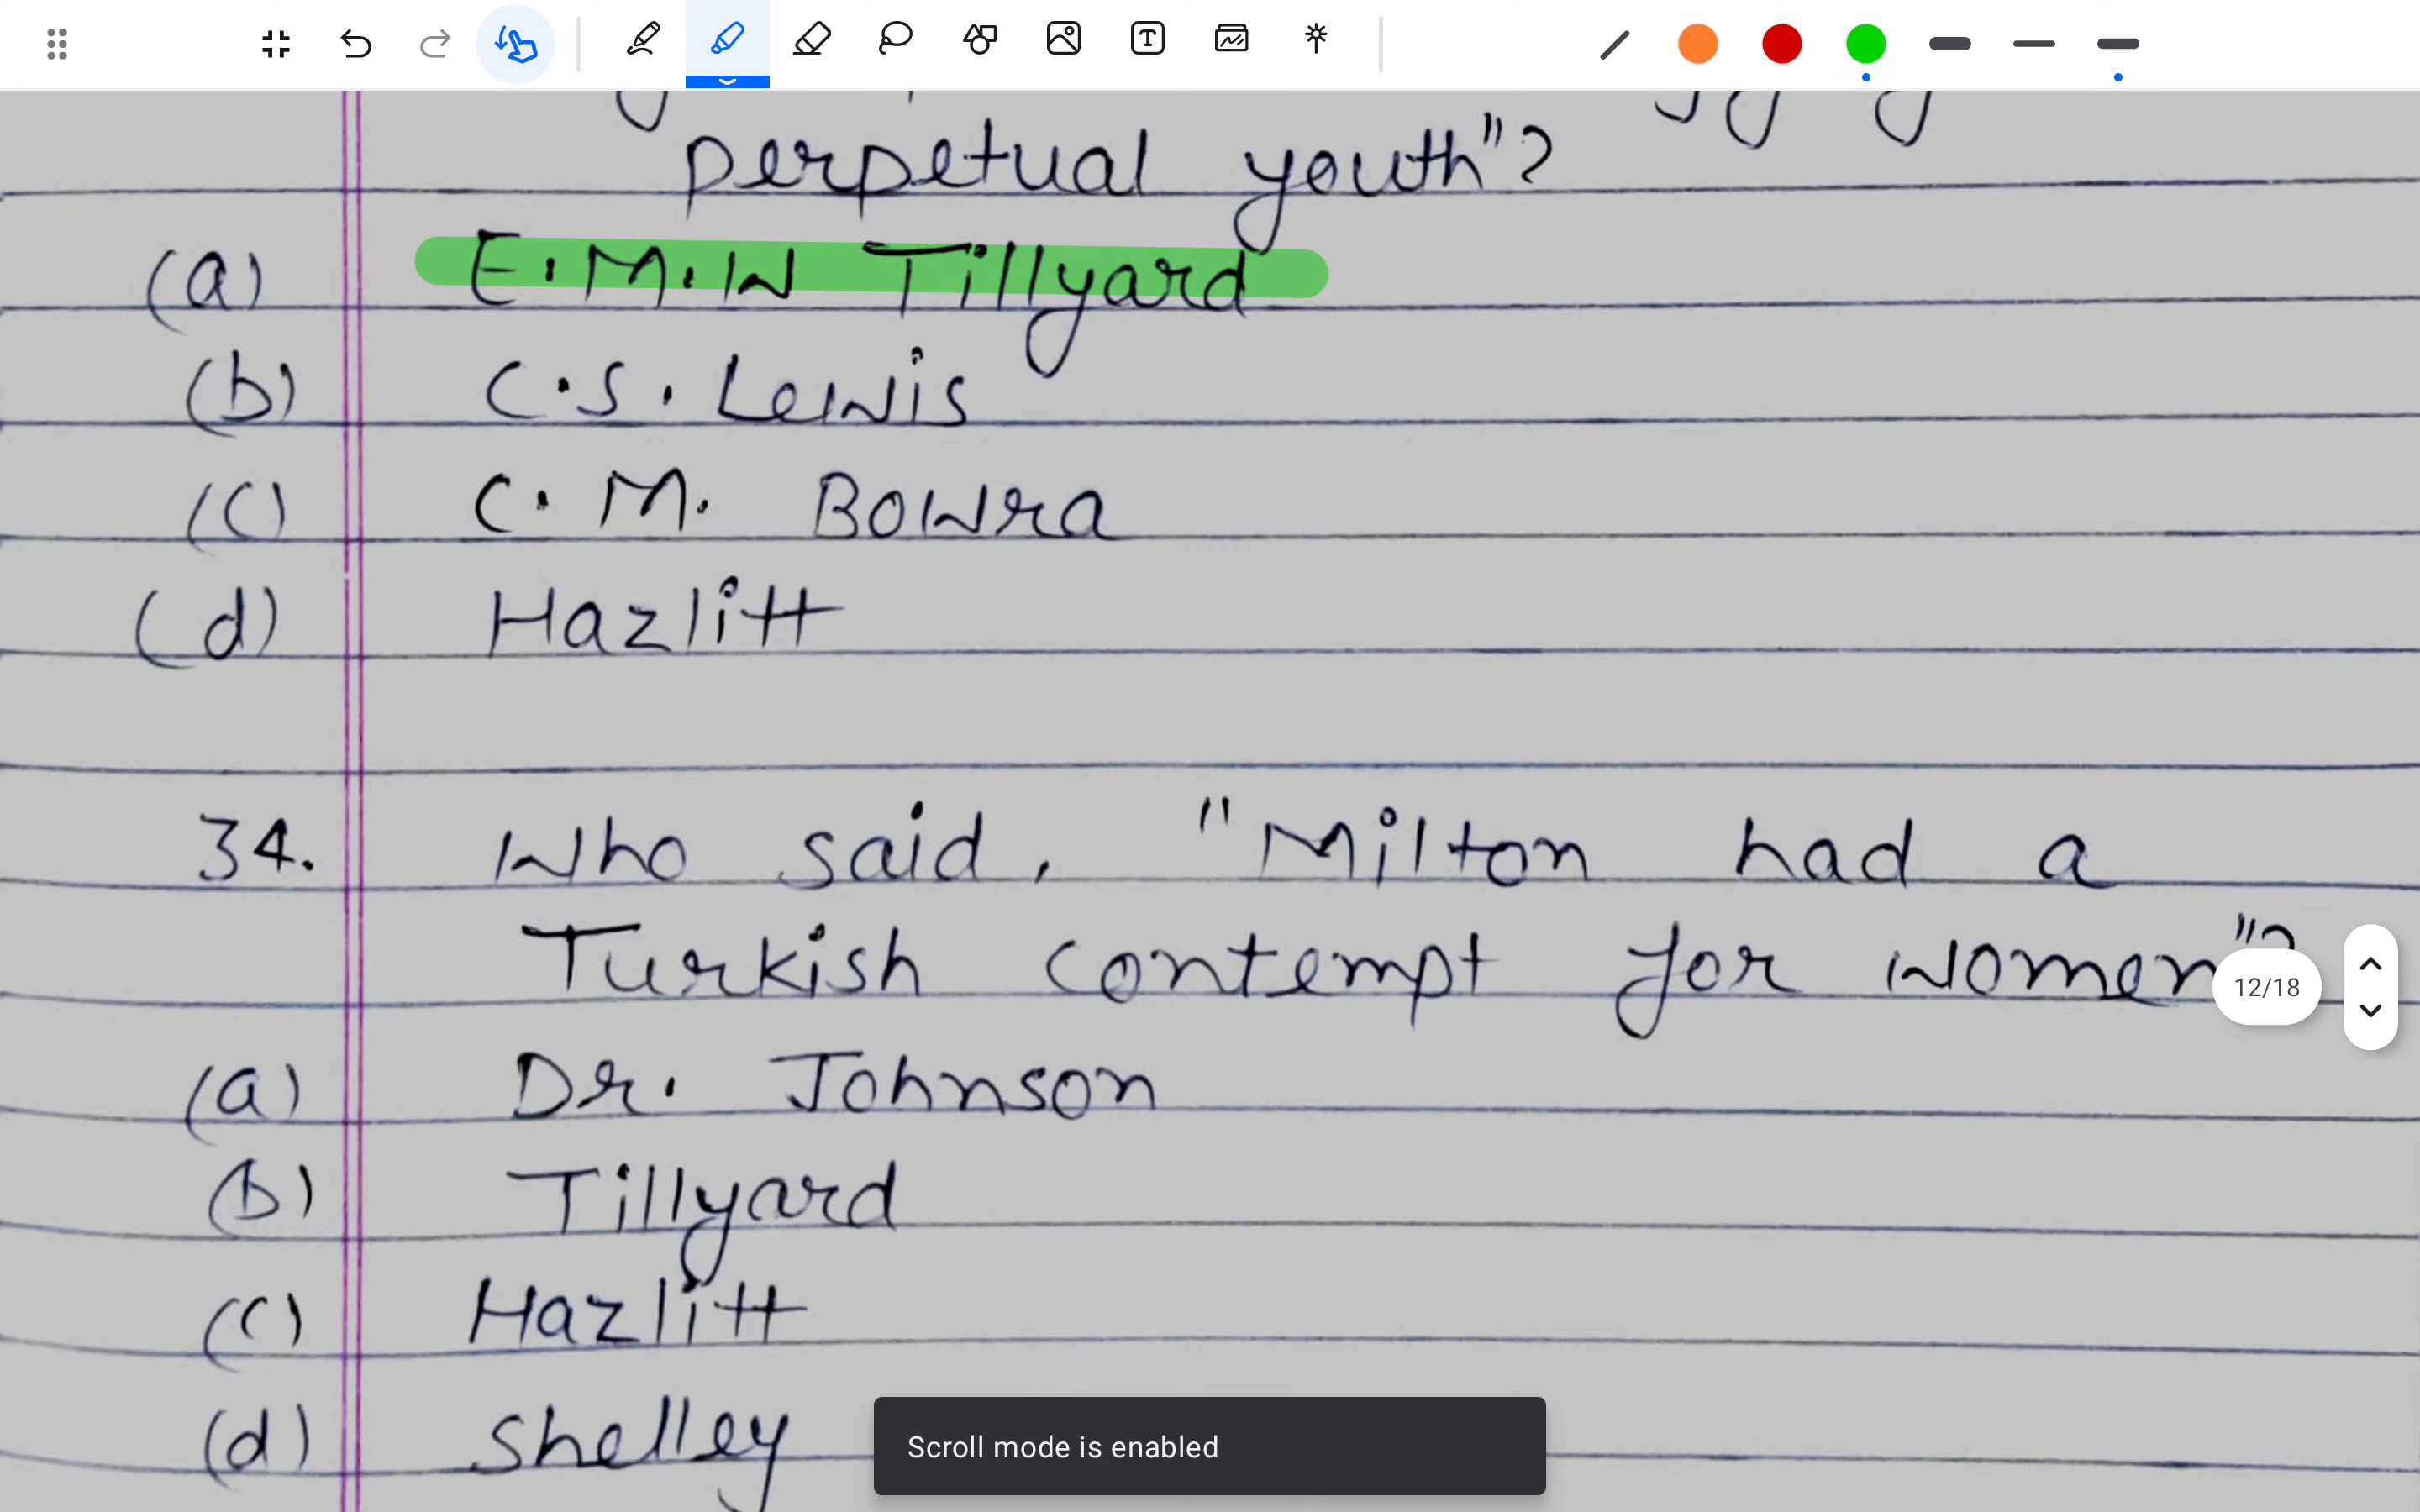 perpetual youth"?
(a) E.M.W Tillyard
(b) C.S. Lewis
(c) C. M. Bowra
(d) Hazlitt
34. Who said, "Milton had a
Turkish contempt for women"?
12/18
(a) Dr. Johnson
(b) Tillyard
(c) Hazlitt
(d) Shelley
Scroll mode is enabled